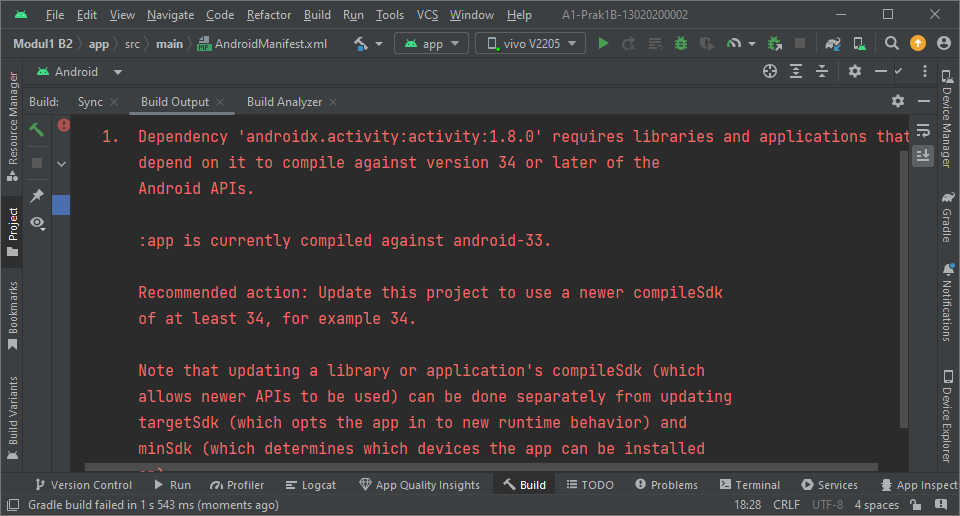 File Edit View Navigate Code Refactor Build Run Tools VCS Window Help A1-Prak1B-13020200002
Modul1 B2 app src main AndroidManifest.xml app vivo V2205
Android
Build: Sync Build Output Build Analyzer
1. Dependency 'androidx.activity:activity:1.8.0' requires libraries and applications that
depend on it to compile against version 34 or later of the
Android APIs.
:app is currently compiled against android-33.
Recommended action: Update this project to use a newer compileSdk
of at least 34, for example 34.
Note that updating a library or application's compileSdk (which
allows newer APIs to be used) can be done separately from updating
targetSdk (which opts the app in to new runtime behavior) and
minSdk (which determines which devices the app can be installed
Resource Manager
Project
Bookmarks
Build Variants
Device Manager
Gradle
Notifications
Device Explorer
Version Control Run Profiler Logcat App Quality Insights Build TODO Problems Terminal Services App Inspect
Gradle build failed in 1 s 543 ms (moments ago) 18:28 CRLF UTF-8 4 spaces